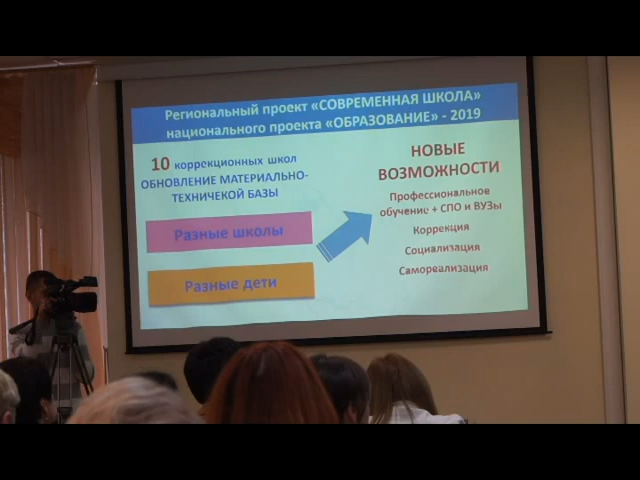 Региональный проект «СОВРЕМЕННАЯ ШКОЛА»
национального проекта «ОБРАЗОВАНИЕ» - 2019
10 коррекционных школ
ОБНОВЛЕНИЕ МАТЕРИАЛЬНО-
ТЕХНИЧЕКОЙ БАЗЫ
Разные школы
Разные дети
НОВЫЕ
ВОЗМОЖНОСТИ
Профессиональное
обучение + СПО и ВУЗы
Коррекция
Социализация
Самореализация